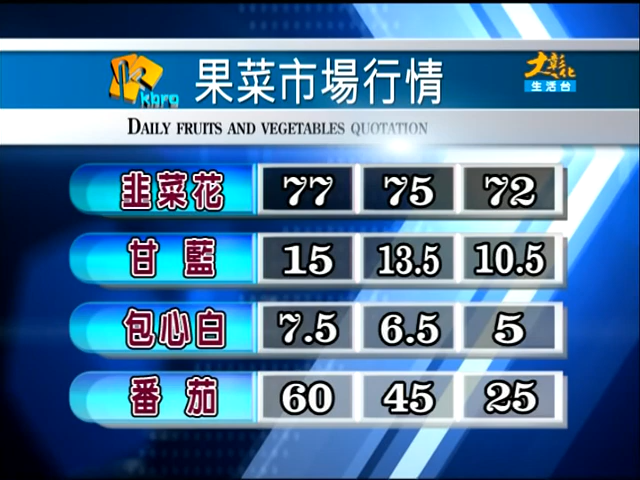 kbro
果菜市場行情
大彰化
生活台
DAILY FRUITS AND VEGETABLES QUOTATION
韭菜花 77 75 72
甘藍 15 13.5 10.5
包心白 7.5 6.5 5
番茄 60 45 25